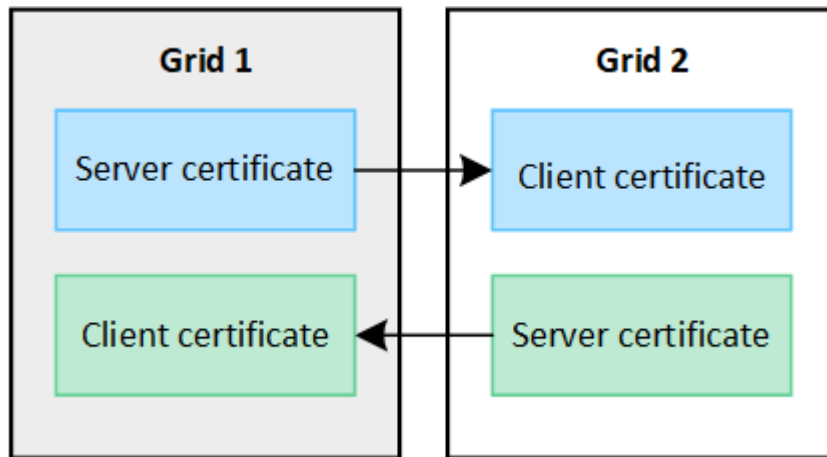 Grid 1
Grid 2
Server certificate
Client certificate
Client certificate
Server certificate